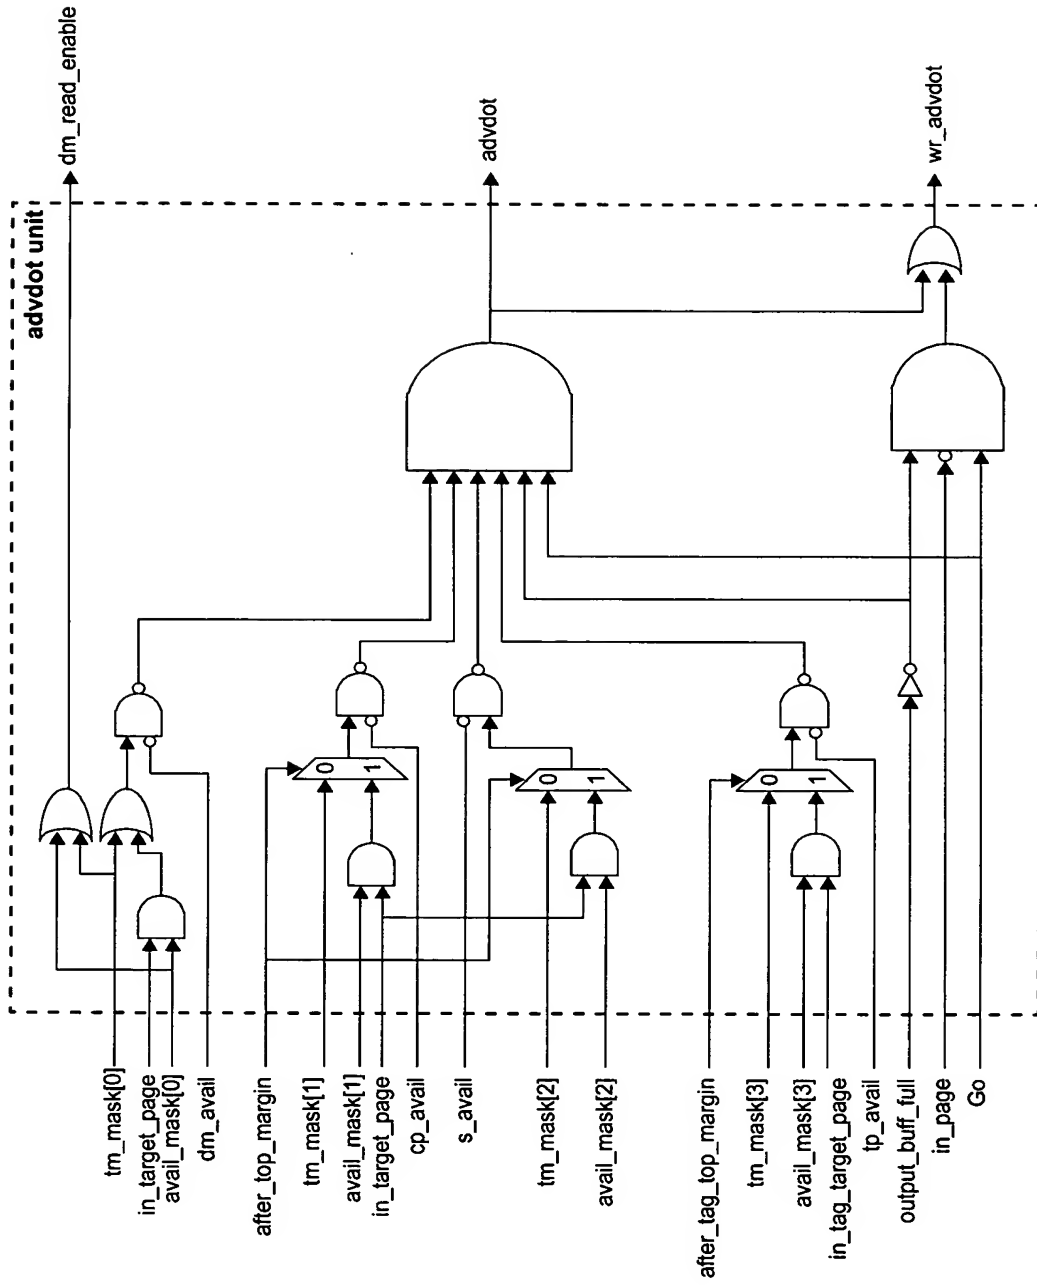 advdot unit
dm_read_enable
advdot
wr_advdot
tm_mask[0]
in_target_page
avail_mask[0]
dm_avail
after_top_margin
tm_mask[1]
avail_mask[1]
in_target_page
cp_avail
s_avail
tm_mask[2]
avail_mask[2]
after_tag_top_margin
tm_mask[3]
avail_mask[3]
in_tag_target_page
tp_avail
output_buff_full
in_page
Go
0
1
0
1
0
1